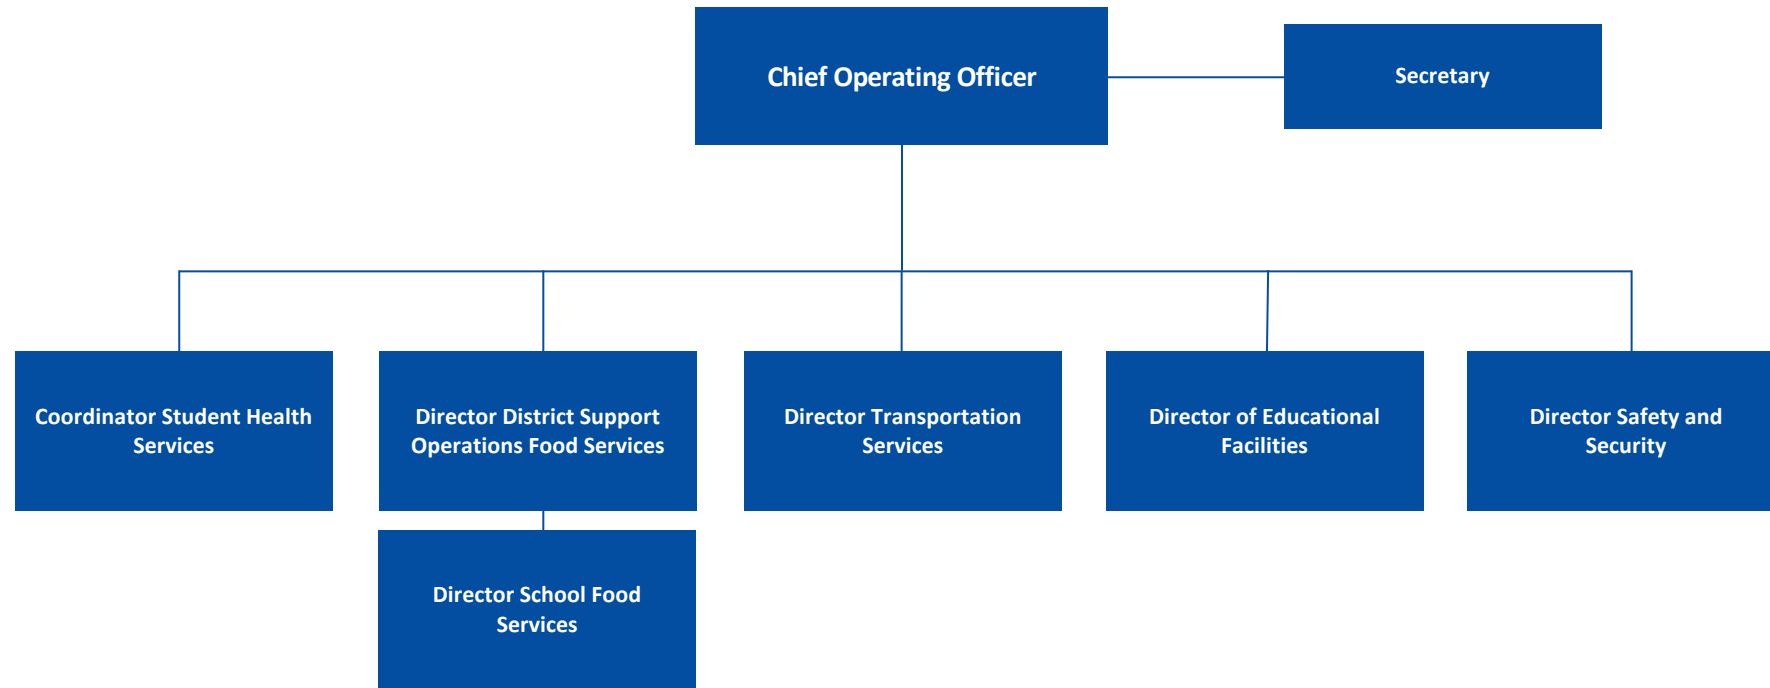 Chief Operating Officer
Secretary
Coordinator Student Health
Services
Director District Support
Operations Food Services
Director Transportation
Services
Director of Educational
Facilities
Director Safety and
Security
Director School Food
Services